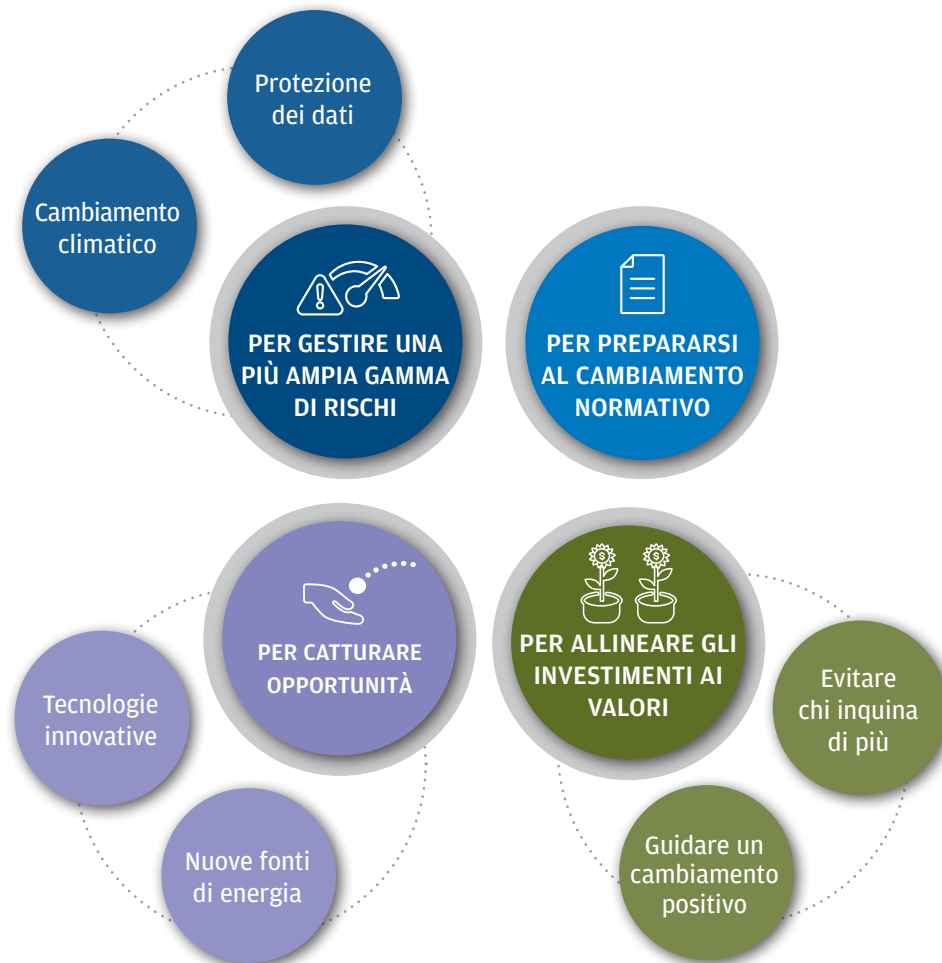 Protezione
dei dati
Cambiamento
climatico
PER GESTIRE UNA
PIÙ AMPIA GAMMA
DI RISCHI
PER PREPARARSI
AL CAMBIAMENTO
NORMATIVO
PER CATTURARE
OPPORTUNITÀ
Tecnologie
innovative
Nuove fonti
di energia
PER ALLINEARE GLI
INVESTIMENTI AI
VALORI
Evitare
chi inquina
di più
Guidare un
cambiamento
positivo